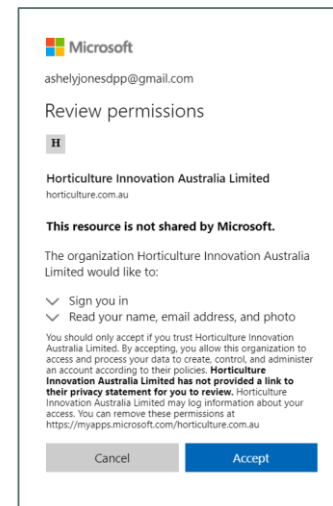 Microsoft
ashelyjonesdpp@gmail.com
Review permissions
H
Horticulture Innovation Australia Limited
horticulture.com.au
This resource is not shared by Microsoft.
The organization Horticulture Innovation Australia
Limited would like to:
Sign you in
Read your name, email address, and photo
You should only accept if you trust Horticulture Innovation
Australia Limited. By accepting, you allow this organization to
access and process your data to create, control, and administer
an account according to their policies. Horticulture
Innovation Australia Limited has not provided a link to
their privacy statement for you to review. Horticulture
Innovation Australia Limited may log information about your
access. You can remove these permissions at
https://myapps.microsoft.com/horticulture.com.au
Cancel Accept